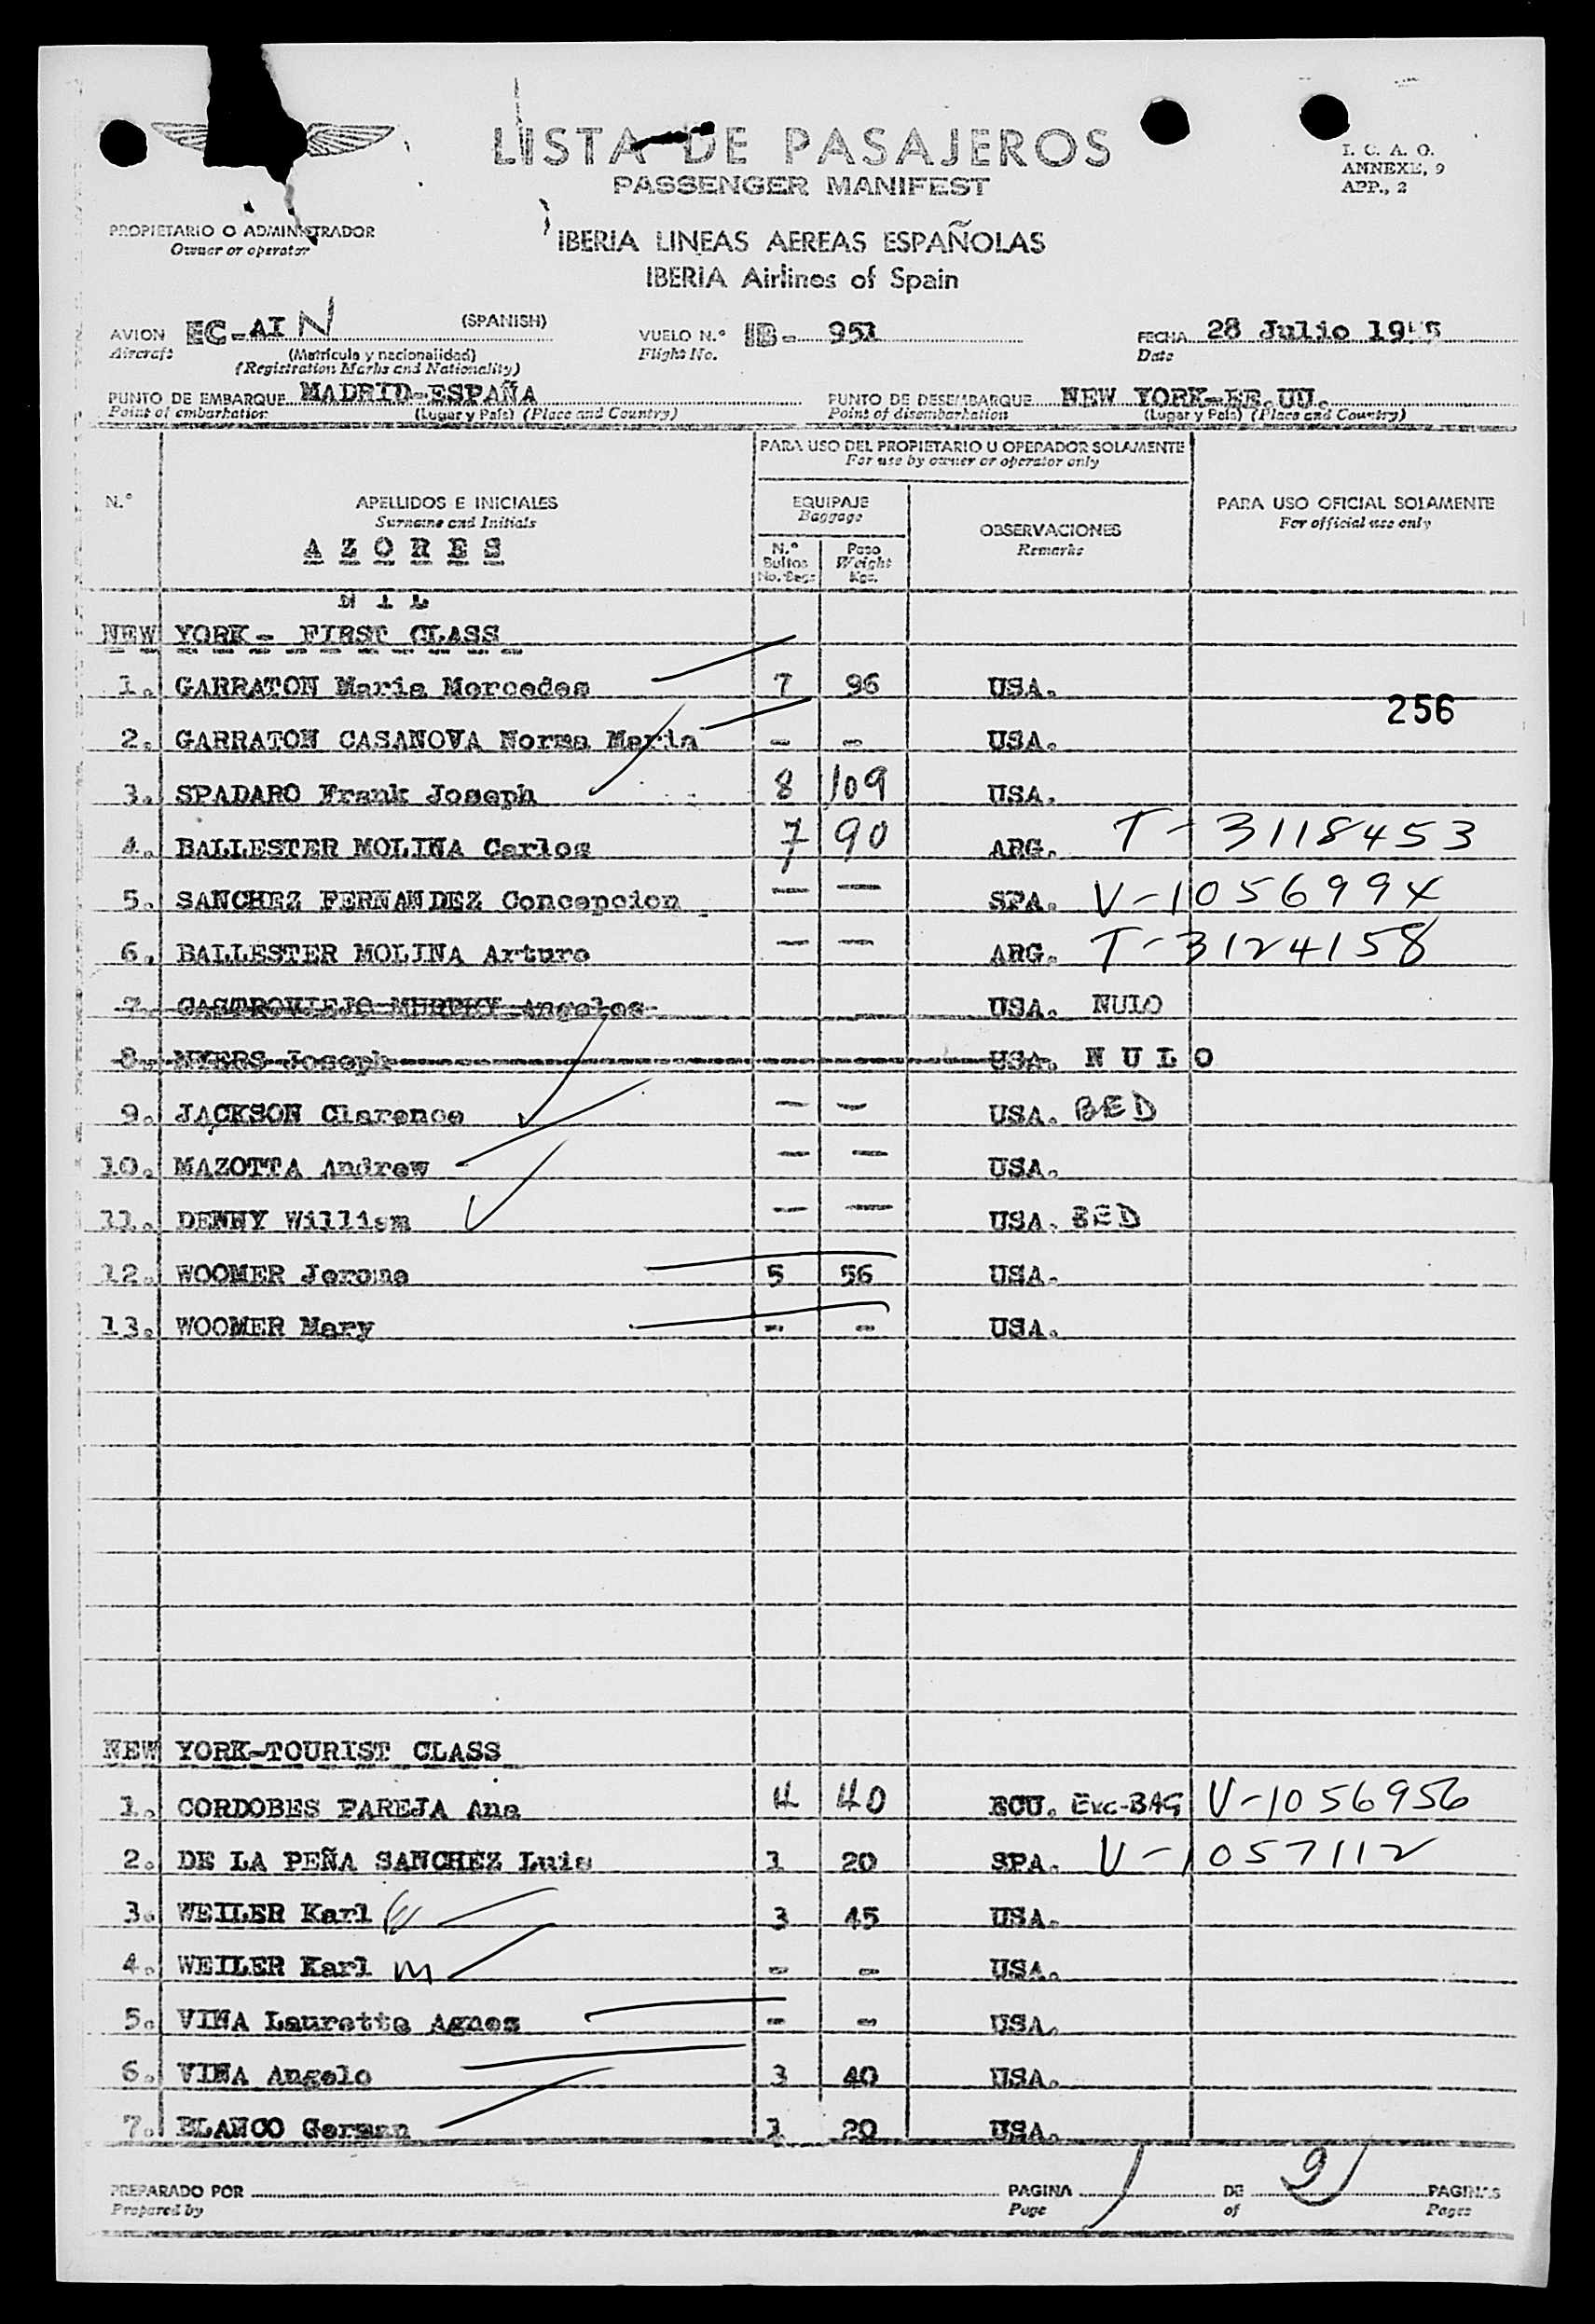 LISTA DE PASAJEROS
PASSENGER MANIFEST
I. C. A. O.
ANNEXE, 9
APP., 2
PROPIETARIO O ADMINISTRADOR
Owner or operator
IBERIA LINEAS AEREAS ESPAÑOLAS
IBERIA Airlines of Spain
AVION EC-AIN (SPANISH) VUELO N.º IB- 951 FECHA 28 Julio 1955
Aircraft (Matrícula y nacionalidad) Flight No. Date
(Registration Marks and Nationality)
PUNTO DE EMBARQUE MADRID-ESPAÑA PUNTO DE DESEMBARQUE NEW YORK-EE.UU.
Point of embarkation (Lugar y País) (Place and Country) Point of disembarkation (Lugar y País) (Place and Country)
PARA USO DEL PROPIETARIO U OPERADOR SOLAMENTE
For use by owner or operator only
N.º APELLIDOS E INICIALES EQUIPAJE OBSERVACIONES PARA USO OFICIAL SOLAMENTE
Surname and Initials Baggage Remarks For official use only
AZORES N.º Bultos No. Bags Peso Weight Kgs.
NIL
NEW YORK - FIRST CLASS
1. GARRATON Maria Mercedes 7 96 USA.
256
2. GARRATON CASANOVA Norma Maria - - USA.
3. SPADARO Frank Joseph 8 109 USA.
4. BALLESTER MOLINA Carlos 7 90 ARG. T-3118453
5. SANCHEZ FERNANDEZ Concepcion — — SPA. V-1056994
6. BALLESTER MOLINA Arturo — — ARG. T-3124158
7. CASTROVIEJO MURPHY Angeles USA. NULO
8. MYERS Joseph USA. NULO
9. JACKSON Clarence — — USA. BED
10. MAZOTTA Andrew — — USA.
11. DENNY William — — USA. BED
12. WOOMER Jerome 5 56 USA.
13. WOOMER Mary - - USA.
NEW YORK-TOURIST CLASS
1. CORDOBES PAREJA Ana 4 40 ECU. Exc-BAG V-1056956
2. DE LA PEÑA SANCHEZ Luis 1 20 SPA. V-1057112
3. WEILER Karl 3 45 USA.
4. WEILER Karl M - - USA.
5. VINA Laurette Agnes - - USA.
6. VINA Angelo 3 40 USA.
7. BLANCO German 1 20 USA.
PREPARADO POR PAGINA 1 DE 2 PAGINAS
Prepared by Page of Pages